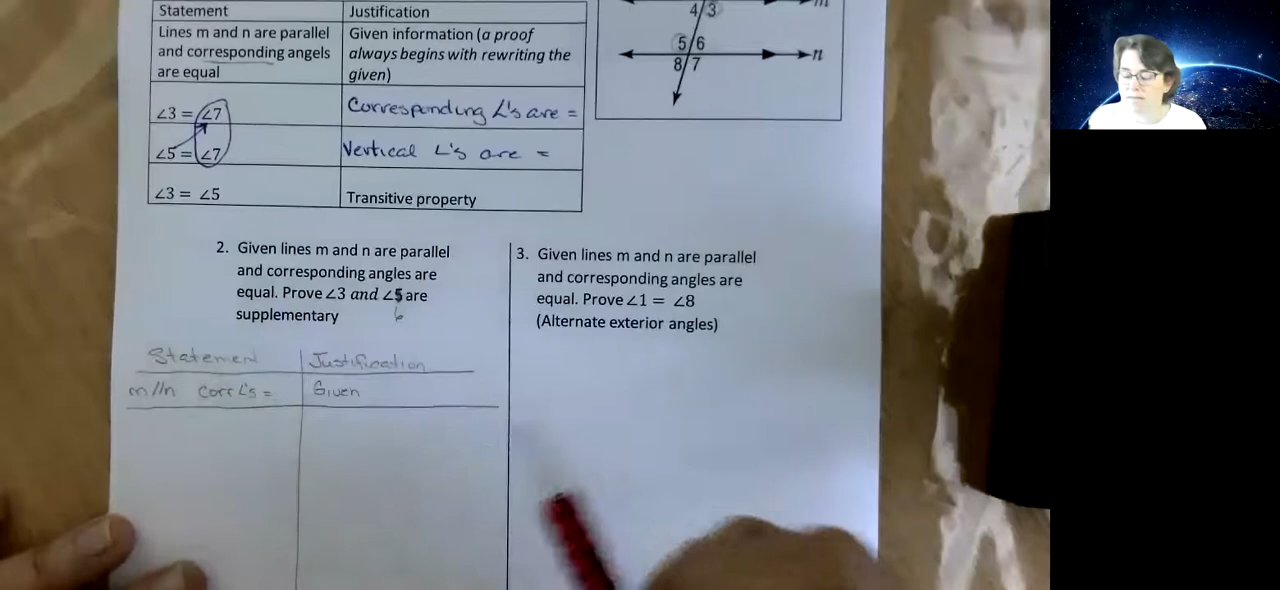 Statement Justification
Lines m and n are parallel
and corresponding angels
are equal
Given information (a proof
always begins with rewriting the
given)
∠3 = ∠7 Corresponding ∠'s are =
∠5 = ∠7 Vertical ∠'s are =
∠3 = ∠5 Transitive property
4 3 m
5 6
8 7 n
2. Given lines m and n are parallel
and corresponding angles are
equal. Prove ∠3 and ∠5 are
supplementary 6
Statement Justification
m//n corr ∠'s = Given
3. Given lines m and n are parallel
and corresponding angles are
equal. Prove ∠1 = ∠8
(Alternate exterior angles)